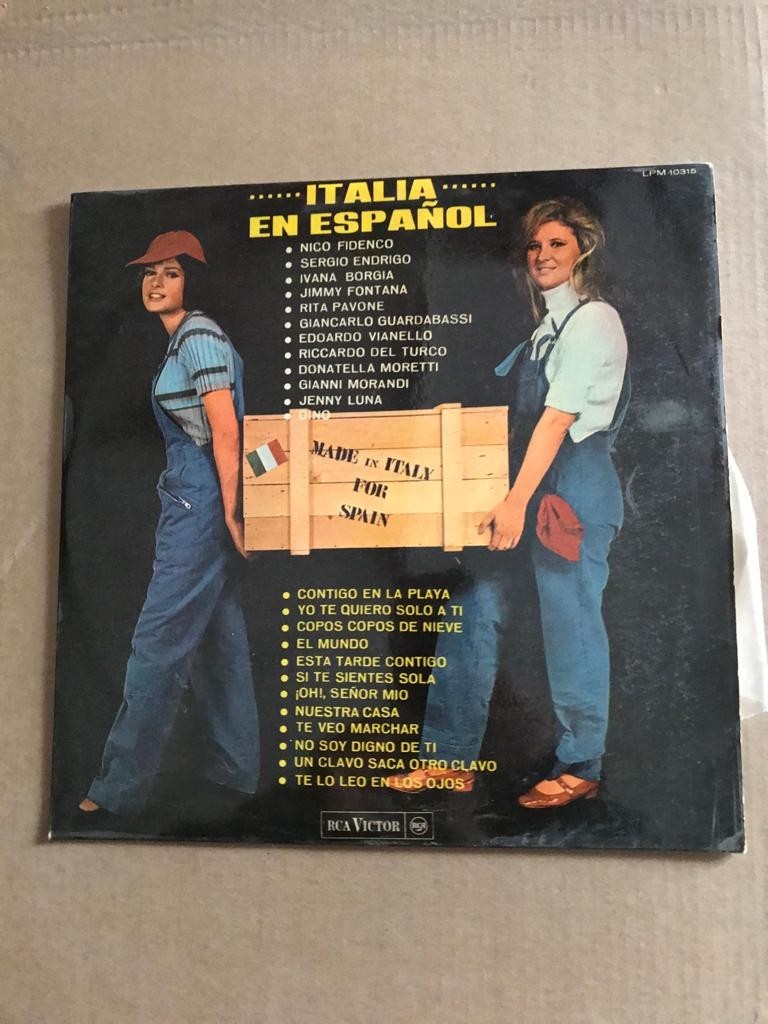 LPM 10315
...... ITALIA ......
EN ESPAÑOL
• NICO FIDENCO
• SERGIO ENDRIGO
• IVANA BORGIA
• JIMMY FONTANA
• RITA PAVONE
• GIANCARLO GUARDABASSI
• EDOARDO VIANELLO
• RICCARDO DEL TURCO
• DONATELLA MORETTI
• GIANNI MORANDI
• JENNY LUNA
• DINO
MADE IN ITALY
FOR
SPAIN
• CONTIGO EN LA PLAYA
• YO TE QUIERO SOLO A TI
• COPOS COPOS DE NIEVE
• EL MUNDO
• ESTA TARDE CONTIGO
• SI TE SIENTES SOLA
• ¡OH!, SEÑOR MIO
• NUESTRA CASA
• TE VEO MARCHAR
• NO SOY DIGNO DE TI
• UN CLAVO SACA OTRO CLAVO
• TE LO LEO EN LOS OJOS
RCA VICTOR RCA